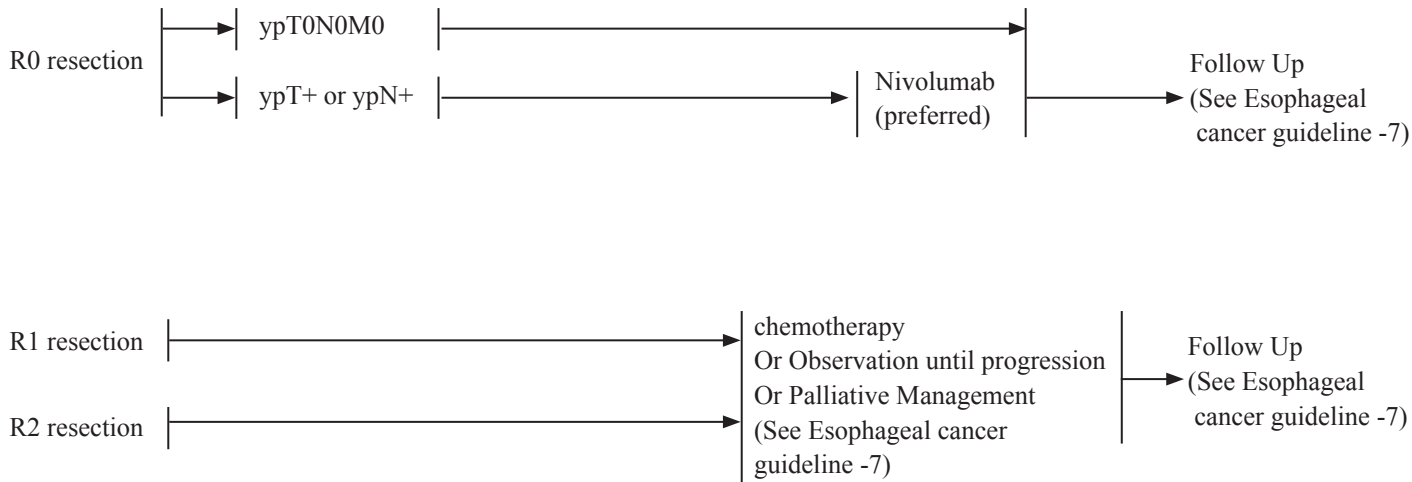 R0 resection
ypT0N0M0
ypT+ or ypN+
Nivolumab
(preferred)
Follow Up
(See Esophageal
cancer guideline -7)
R1 resection
R2 resection
chemotherapy
Or Observation until progression
Or Palliative Management
(See Esophageal cancer
guideline -7)
Follow Up
(See Esophageal
cancer guideline -7)